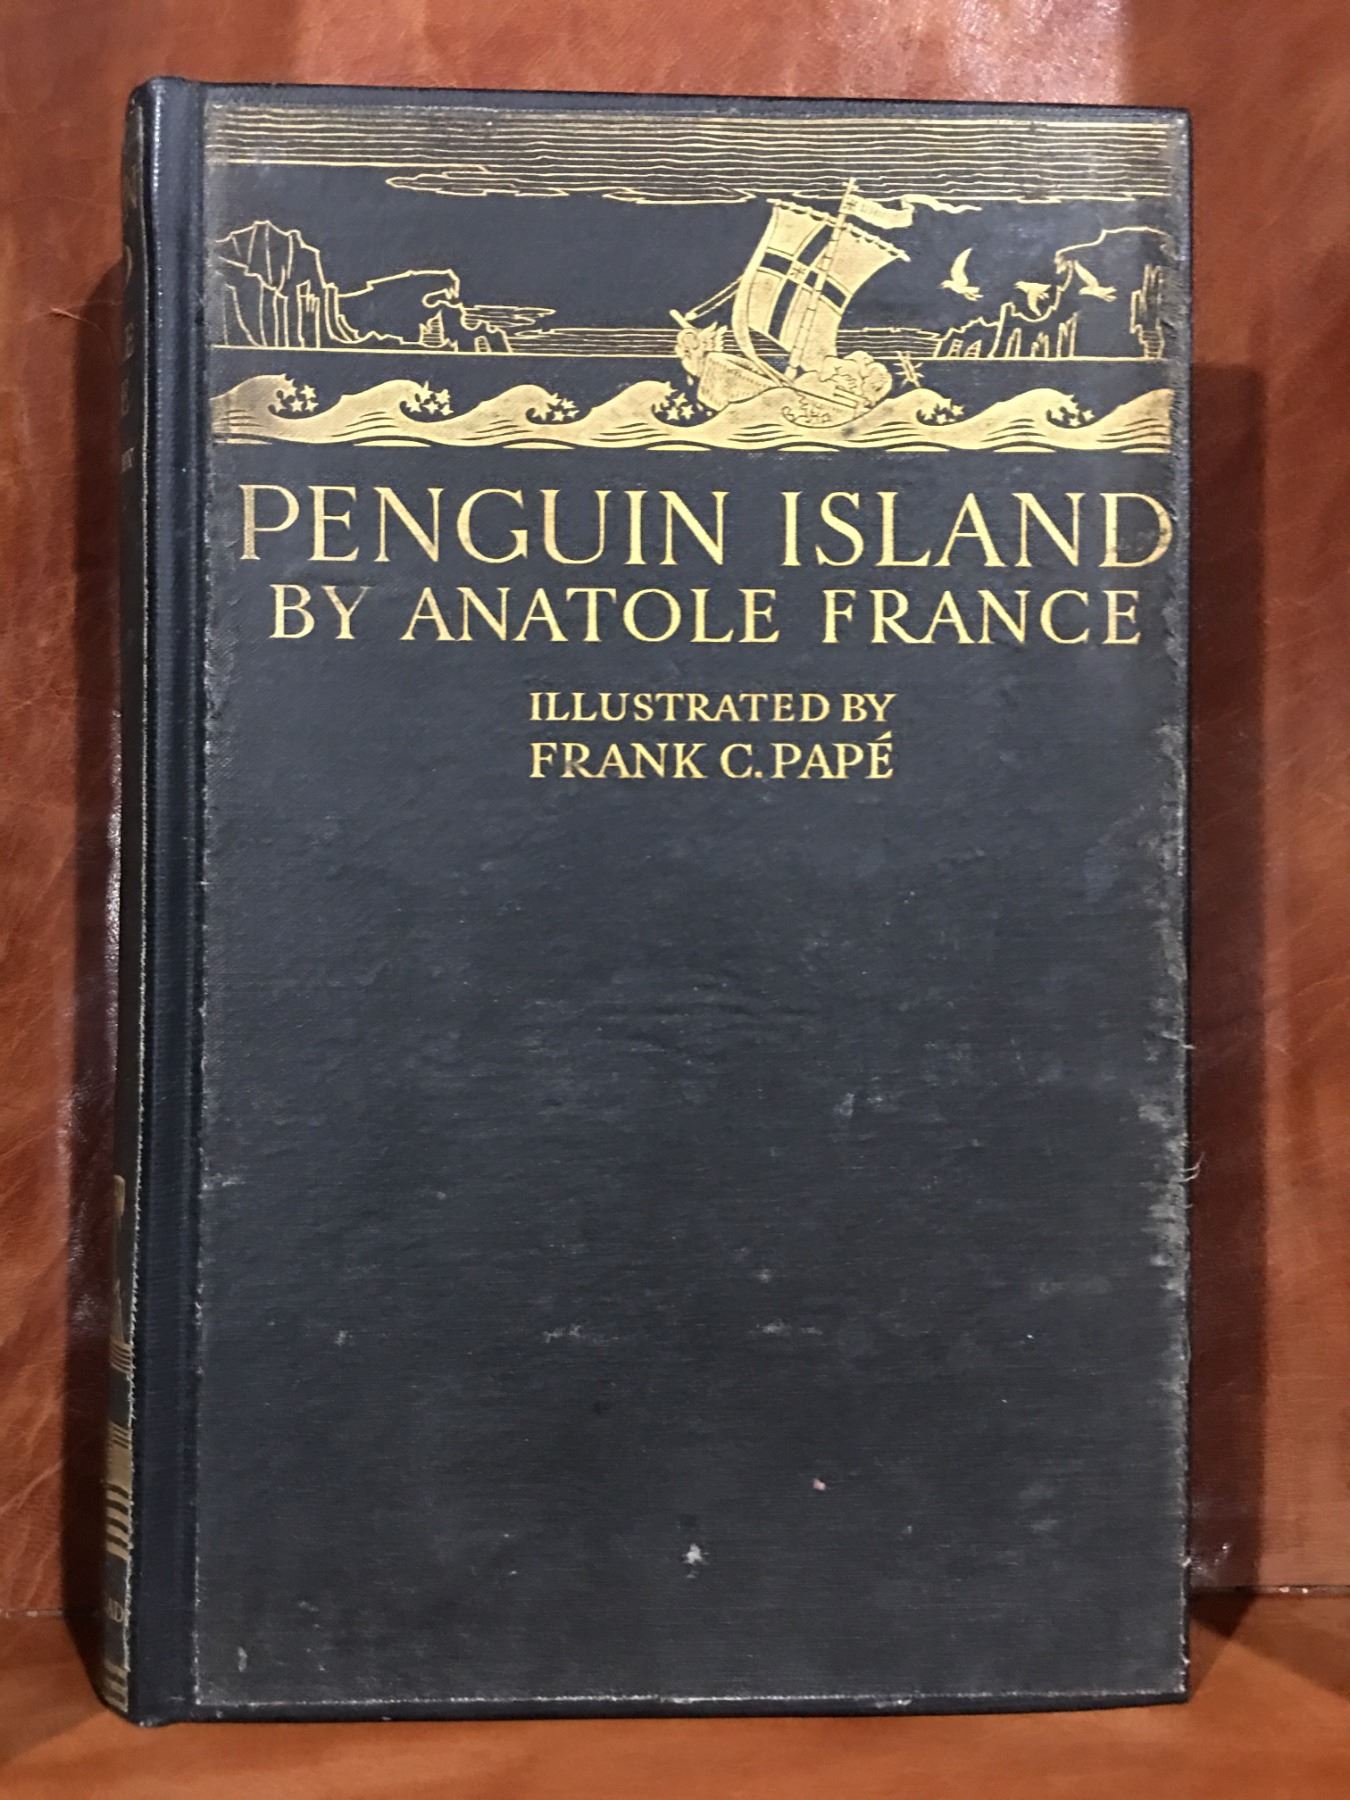 PENGUIN ISLAND
BY ANATOLE FRANCE
ILLUSTRATED BY
FRANK C. PAPÉ